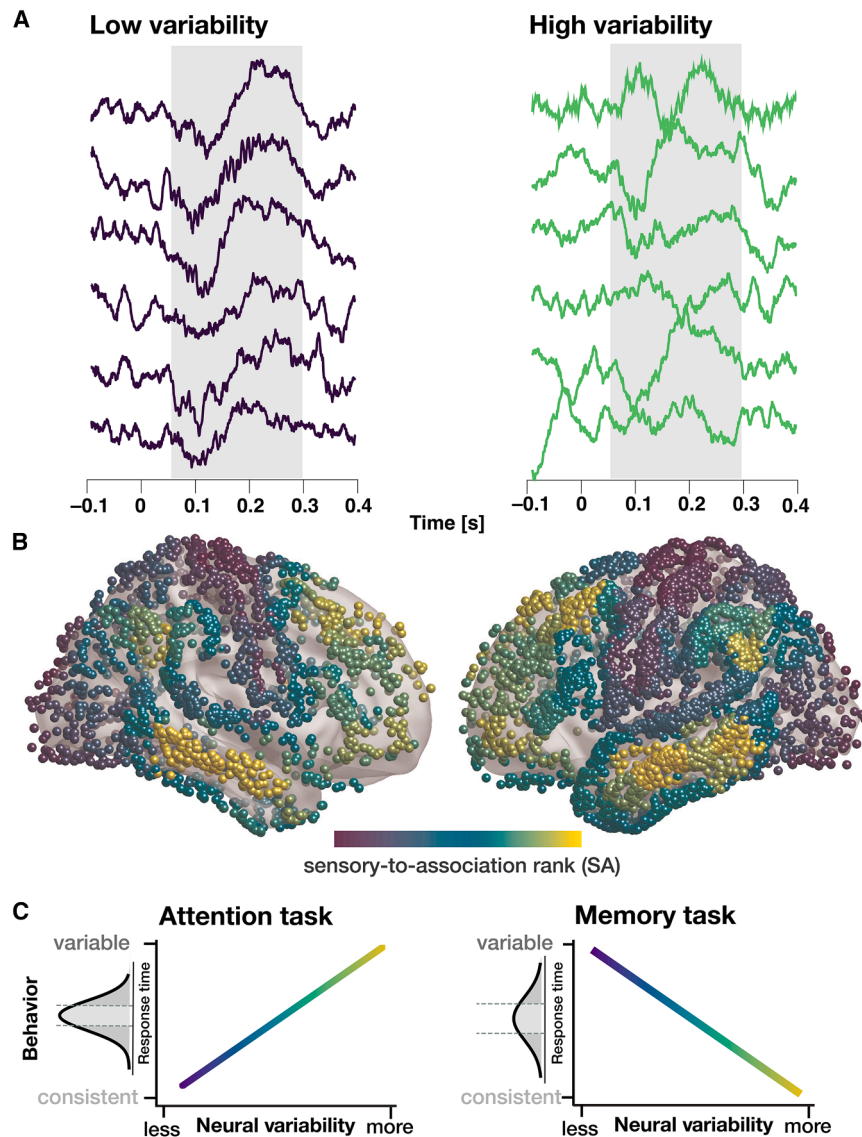 A
Low variability
High variability
–0.1 0 0.1 0.2 0.3 0.4
–0.1 0 0.1 0.2 0.3 0.4
Time [s]
B
sensory-to-association rank (SA)
C
Attention task
Memory task
variable
consistent
Behavior
Response time
less
Neural variability
more
variable
consistent
Response time
less
Neural variability
more